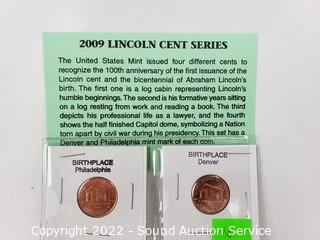 2009 LINCOLN CENT SERIES
The United States Mint issued four different cents to
recognize the 100th anniversary of the first issuance of the
Lincoln cent and the bicentennial of Abraham Lincoln's
birth. The first one is a log cabin representing Lincoln's
humble beginnings. The second is his formative years sitting
on a log resting from work and reading a book. The third
depicts his professional life as a lawyer, and the fourth
shows the half finished Capitol dome, symbolizing a Nation
torn apart by civil war during his presidency. This set has a
Denver and Philadelphia mint mark of each coin.
BIRTHPLACE
Philadelphia
BIRTHPLACE
Denver
Copyright 2022 - Sound Auction Service